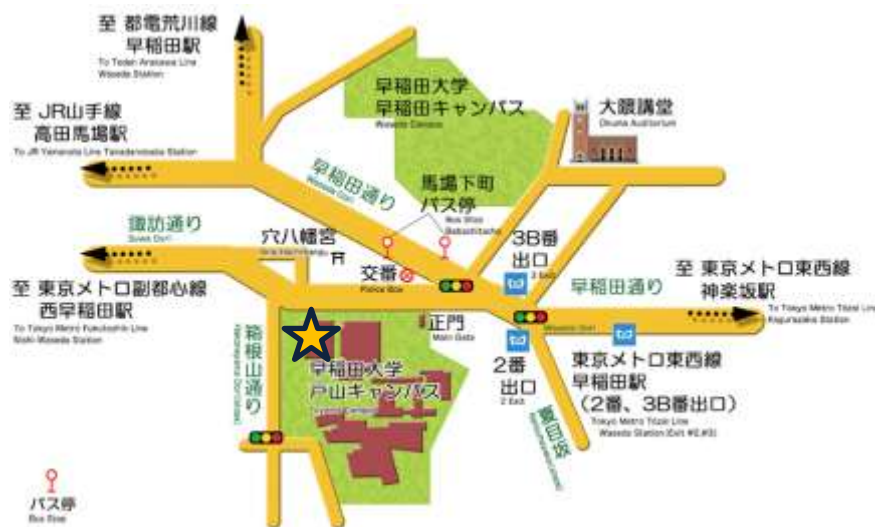 至 都電荒川線
早稲田駅
To Toden Arakawa Line
Waseda Station
至 JR山手線
高田馬場駅
To JR Yamanote Line Takadanobaba Station
早稲田大学
早稲田キャンパス
Waseda Campus
大隈講堂
Okuma Auditorium
早稲田通り
Waseda Dori
馬場下町
バス停
Bus Stop
Babashitacho
諏訪通り
Suwa Dori
穴八幡宮
Ana Hachimangu
交番
Police Box
3B番
出口
3 Exit
早稲田通り
Waseda Dori
至 東京メトロ東西線
神楽坂駅
To Tokyo Metro Tozai Line
Kagurazaka Station
至 東京メトロ副都心線
西早稲田駅
To Tokyo Metro Fukutoshin Line
Nishi-Waseda Station
箱根山通り
正門
Main Gate
早稲田大学
戸山キャンパス
2番
出口
2 Exit
東京メトロ東西線
早稲田駅
(2番、3B番出口)
Tokyo Metro Tozai Line
Waseda Station (Exit #2,#3)
夏目坂
バス停
Bus Stop